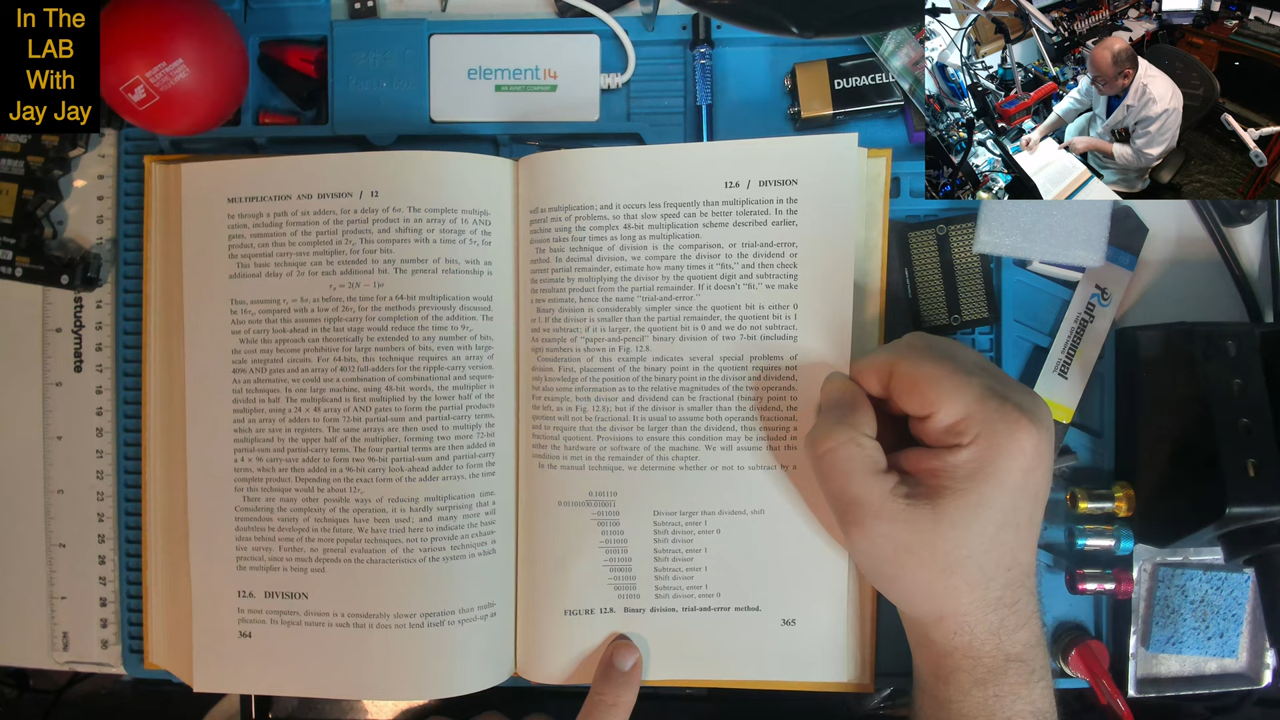 In The
LAB
With
Jay Jay
WURTH
ELEKTRONIK
element14
AN AVNET COMPANY
DURACELL
studymate
MULTIPLICATION AND DIVISION / 12
be through a path of six adders, for a delay of 6σ. The complete multipli-
cation, including formation of the partial product in an array of 16 AND
gates, summation of the partial products, and shifting or storage of the
product, can thus be completed in 2τ. This compares with a time of 5τ, for
the sequential carry-save multiplier, for four bits.
This basic technique can be extended to any number of bits, with an
additional delay of 2σ for each additional bit. The general relationship is
= 2(N − 1)σ
Thus, assuming τ = 8σ, as before, the time for a 64-bit multiplication would
be 16τ, compared with a low of 26τ, for the methods previously discussed.
Also note that this assumes ripple-carry for completion of the addition. The
use of carry look-ahead in the last stage would reduce the time to 9τ.
While this approach can theoretically be extended to any number of bits,
the cost may become prohibitive for large numbers of bits, even with large-
scale integrated circuits. For 64-bits, this technique requires an array of
4096 AND gates and an array of 4032 full-adders for the ripple-carry version.
As an alternative, we could use a combination of combinational and sequen-
tial techniques. In one large machine, using 48-bit words, the multiplier is
divided in half. The multiplicand is first multiplied by the lower half of the
multiplier, using a 24 × 48 array of AND gates to form the partial products
and an array of adders to form 72-bit partial-sum and partial-carry terms,
which are save in registers. The same arrays are then used to multiply the
multiplicand by the upper half of the multiplier, forming two more 72-bit
partial-sum and partial-carry terms. The four partial terms are then added in
a 4 × 96 carry-save adder to form two 96-bit partial-sum and partial-carry
terms, which are then added in a 96-bit carry look-ahead adder to form the
complete product. Depending on the exact form of the adder arrays, the time
for this technique would be about 12τ.
There are many other possible ways of reducing multiplication time.
Considering the complexity of the operation, it is hardly surprising that a
tremendous variety of techniques have been used; and many more will
doubtless be developed in the future. We have tried here to indicate the basic
ideas behind some of the more popular techniques, not to provide an exhaus-
tive survey. Further, no general evaluation of the various techniques is
practical, since so much depends on the characteristics of the system in which
the multiplier is being used.
12.6. DIVISION
In most computers, division is a considerably slower operation than multi-
plication. Its logical nature is such that it does not lend itself to speed-up as
364
12.6 / DIVISION
well as multiplication; and it occurs less frequently than multiplication in the
general mix of problems, so that slow speed can be better tolerated. In the
machine using the complex 48-bit multiplication scheme described earlier,
division takes four times as long as multiplication.
The basic technique of division is the comparison, or trial-and-error,
method. In decimal division, we compare the divisor to the dividend or
current partial remainder, estimate how many times it "fits," and then check
the estimate by multiplying the divisor by the quotient digit and subtracting
the resultant product from the partial remainder. If it doesn't "fit," we make
a new estimate, hence the name "trial-and-error."
Binary division is considerably simpler since the quotient bit is either 0
or 1. If the divisor is smaller than the partial remainder, the quotient bit is 1
and we subtract; if it is larger, the quotient bit is 0 and we do not subtract.
As example of "paper-and-pencil" binary division of two 7-bit (including
sign) numbers is shown in Fig. 12.8.
Consideration of this example indicates several special problems of
division. First, placement of the binary point in the quotient requires not
only knowledge of the position of the binary point in the divisor and dividend,
but also some information as to the relative magnitudes of the two operands.
For example, both divisor and dividend can be fractional (binary point to
the left, as in Fig. 12.8); but if the divisor is smaller than the dividend, the
quotient will not be fractional. It is usual to assume both operands fractional,
and to require that the divisor be larger than the dividend, thus ensuring a
fractional quotient. Provisions to ensure this condition may be included in
either the hardware or software of the machine. We will assume that this
condition is met in the remainder of this chapter.
In the manual technique, we determine whether or not to subtract by a
0.101110
0.011010 0.010011
−011010 Divisor larger than dividend, shift
001100 Subtract, enter 1
011010 Shift divisor, enter 0
−011010 Shift divisor
010110 Subtract, enter 1
−011010 Shift divisor
010010 Subtract, enter 1
−011010 Shift divisor
001010 Subtract, enter 1
011010 Shift divisor, enter 0
FIGURE 12.8. Binary division, trial-and-error method.
365